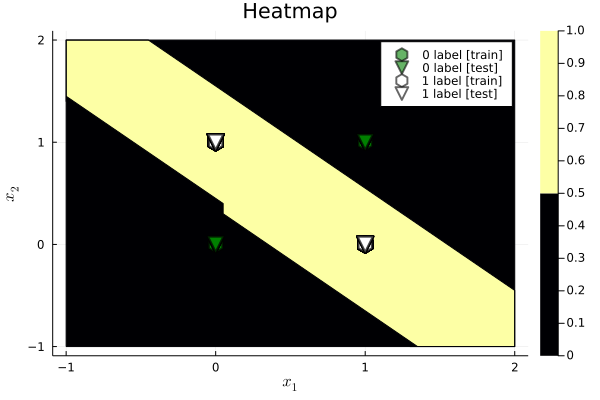 Heatmap
0 label [train]
0 label [test]
1 label [train]
1 label [test]
2
1
0
−1
x₂
−1
0
1
2
x₁
1.0
0.9
0.8
0.7
0.6
0.5
0.4
0.3
0.2
0.1
0